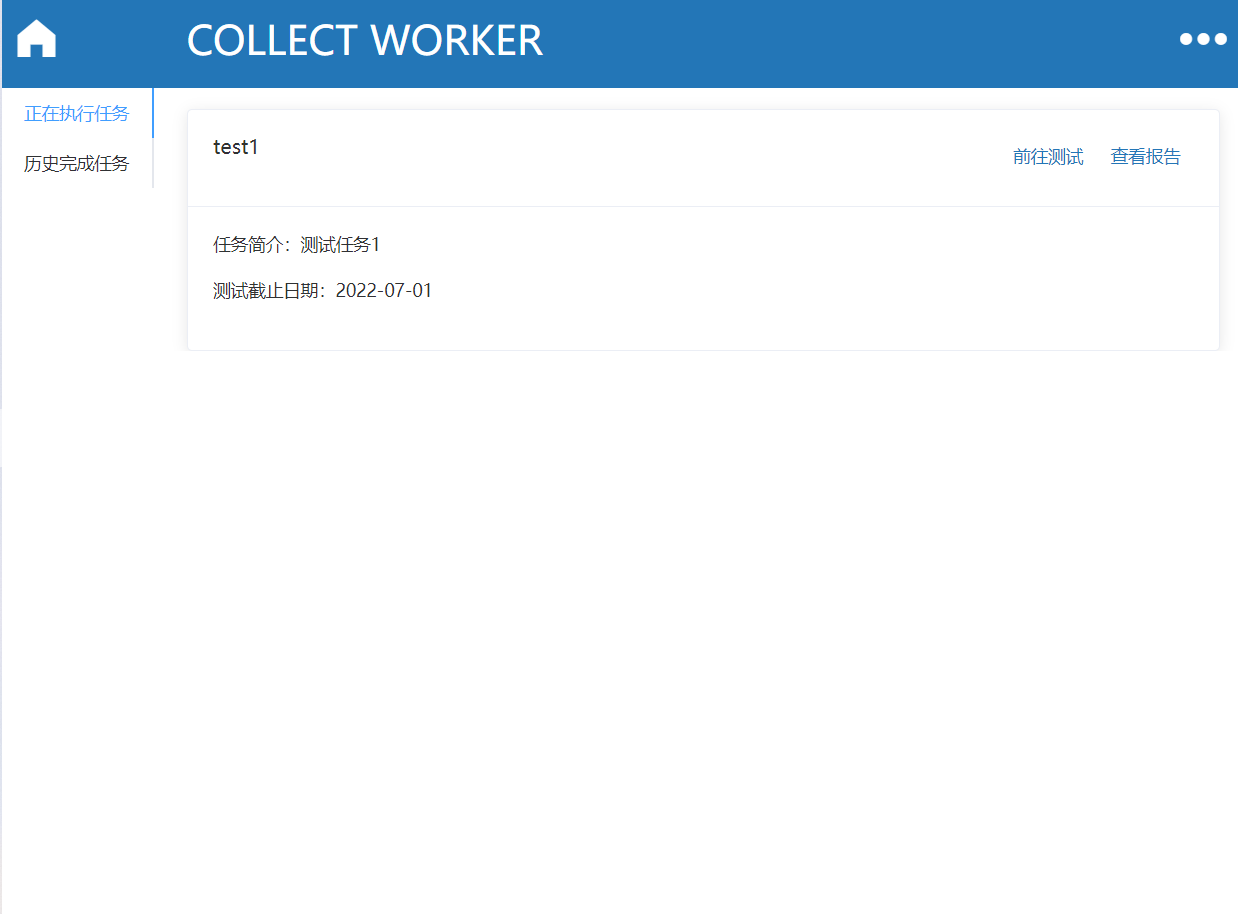 COLLECT WORKER
正在执行任务
历史完成任务
test1
前往测试 查看报告
任务简介：测试任务1
测试截止日期：2022-07-01